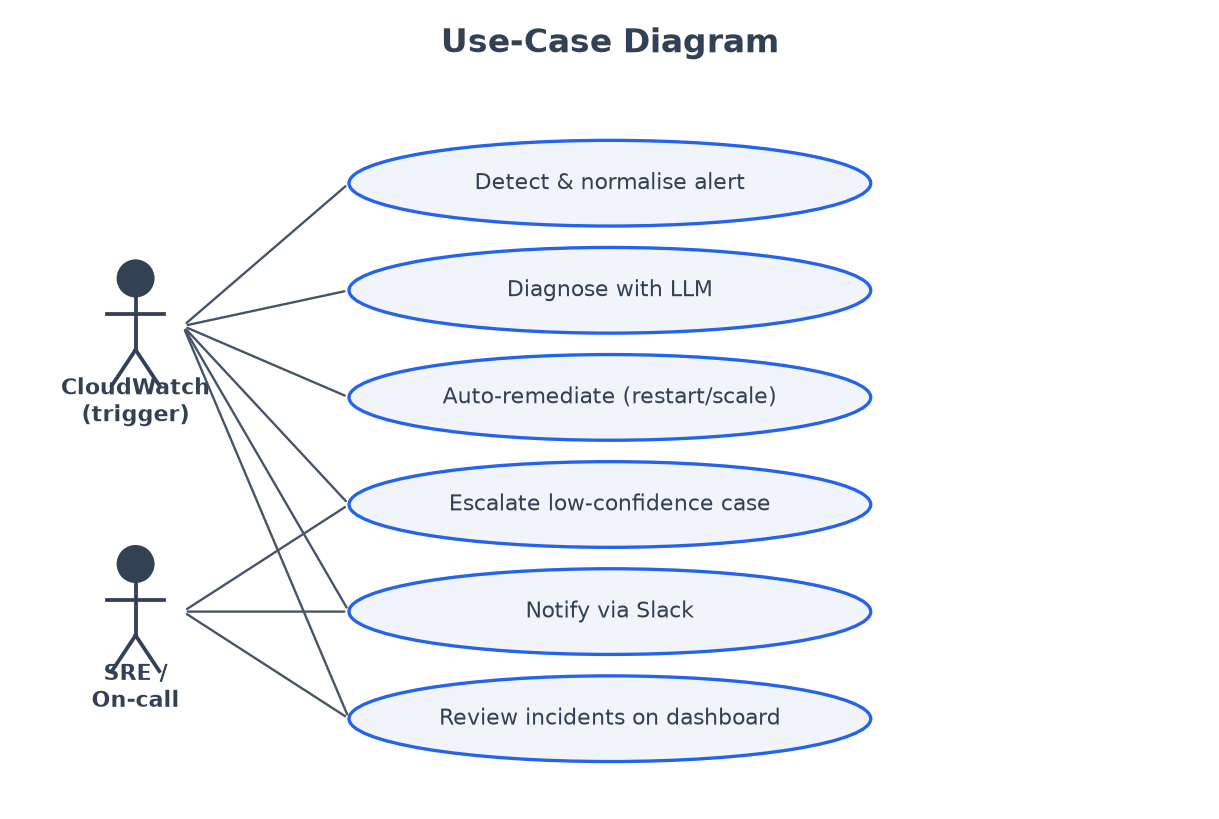 Use-Case Diagram
Detect & normalise alert
Diagnose with LLM
CloudWatch
(trigger)
Auto-remediate (restart/scale)
Escalate low-confidence case
Notify via Slack
SRE /
On-call
Review incidents on dashboard